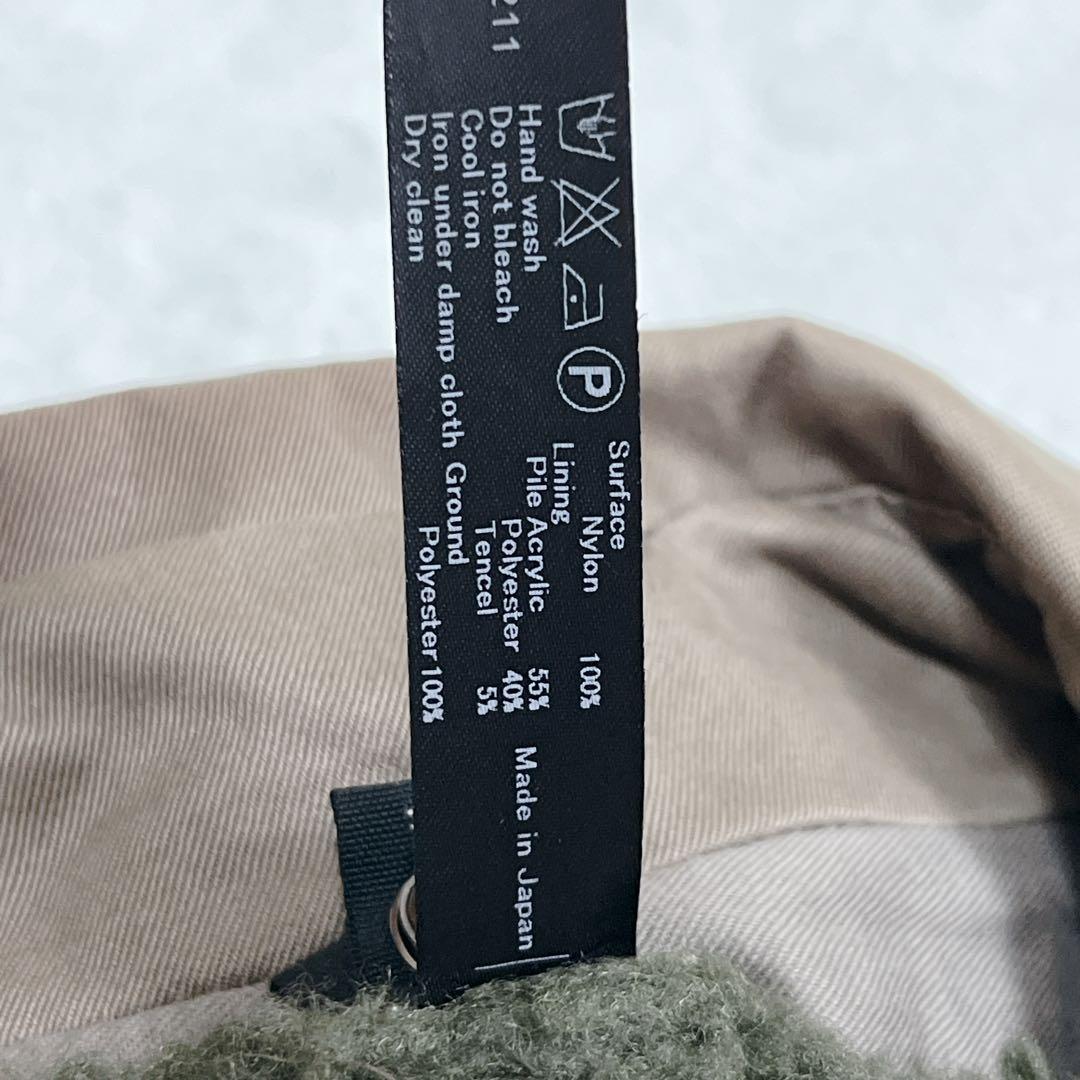 211
P
Hand wash
Do not bleach
Cool iron
Iron under damp cloth
Dry clean
Surface
Nylon 100%
Lining
Pile Acrylic 55%
Polyester 40%
Tencel 5%
Ground
Polyester 100%
Made in Japan